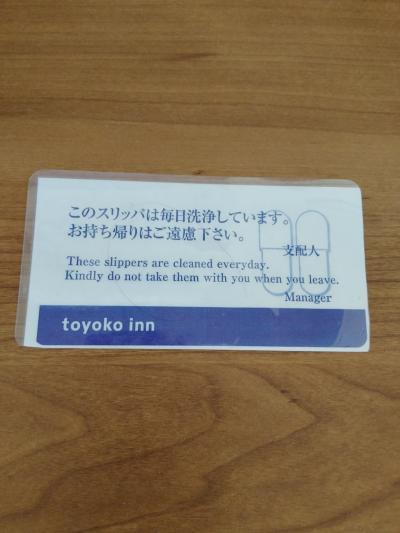 このスリッパは毎日洗浄しています。
お持ち帰りはご遠慮下さい。
支配人
These slippers are cleaned everyday.
Kindly do not take them with you when you leave.
Manager
toyoko inn